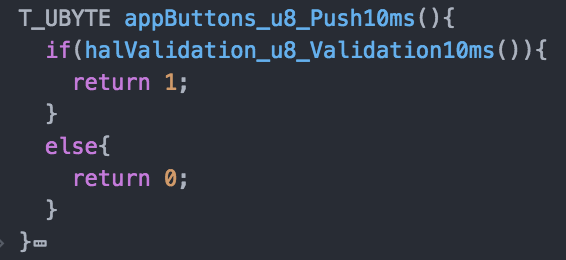 T_UBYTE appButtons_u8_Push10ms(){
if(halValidation_u8_Validation10ms()){
return 1;
}
else{
return 0;
}
}